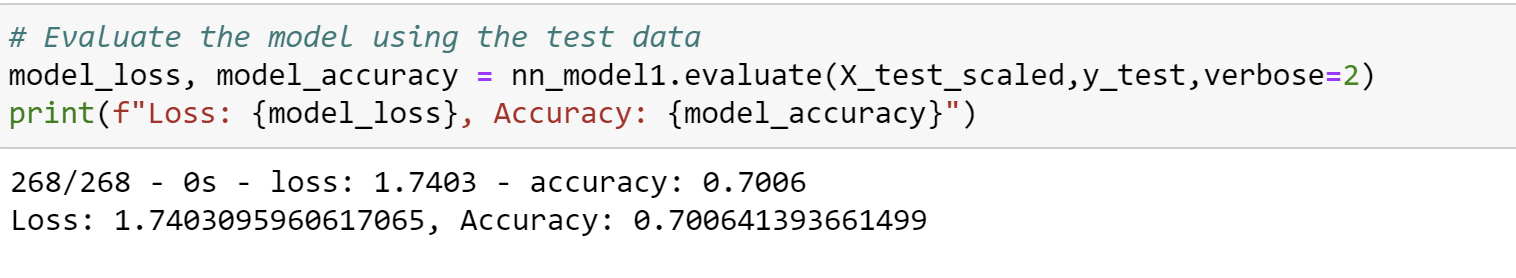 # Evaluate the model using the test data
model_loss, model_accuracy = nn_model1.evaluate(X_test_scaled,y_test,verbose=2)
print(f"Loss: {model_loss}, Accuracy: {model_accuracy}")
268/268 - 0s - loss: 1.7403 - accuracy: 0.7006
Loss: 1.7403095960617065, Accuracy: 0.700641393661499